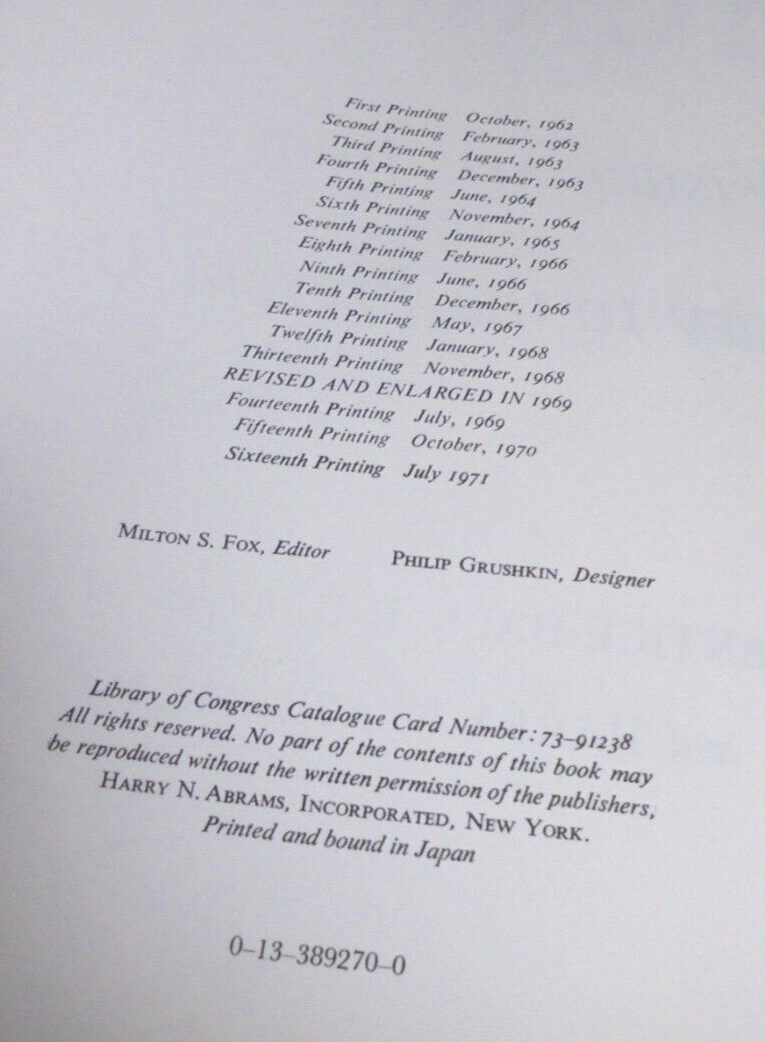 First Printing October, 1962
Second Printing February, 1963
Third Printing August, 1963
Fourth Printing December, 1963
Fifth Printing June, 1964
Sixth Printing November, 1964
Seventh Printing January, 1965
Eighth Printing February, 1966
Ninth Printing June, 1966
Tenth Printing December, 1966
Eleventh Printing May, 1967
Twelfth Printing January, 1968
Thirteenth Printing November, 1968
REVISED AND ENLARGED IN 1969
Fourteenth Printing July, 1969
Fifteenth Printing October, 1970
Sixteenth Printing July 1971
MILTON S. FOX, Editor PHILIP GRUSHKIN, Designer
Library of Congress Catalogue Card Number: 73–91238
All rights reserved. No part of the contents of this book may
be reproduced without the written permission of the publishers,
HARRY N. ABRAMS, INCORPORATED, NEW YORK.
Printed and bound in Japan
0–13–389270–0